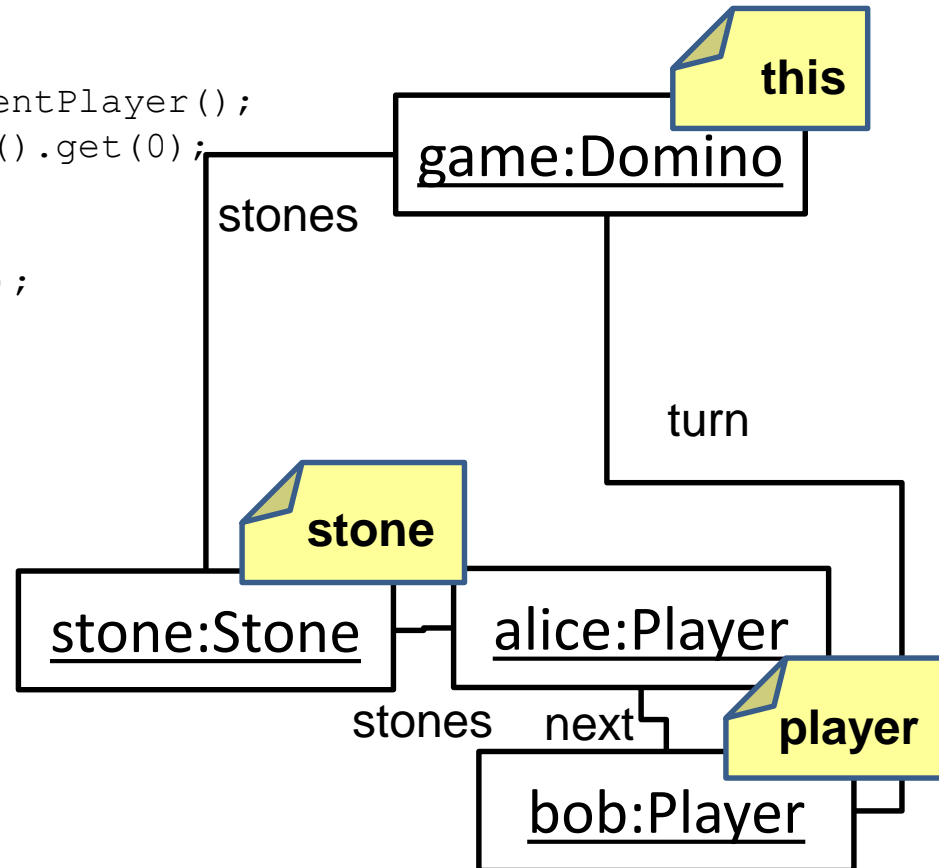 this
entPlayer();
().get(0);
game:Domino
stones
);
turn
stone
stone:Stone
alice:Player
stones
next
player
bob:Player